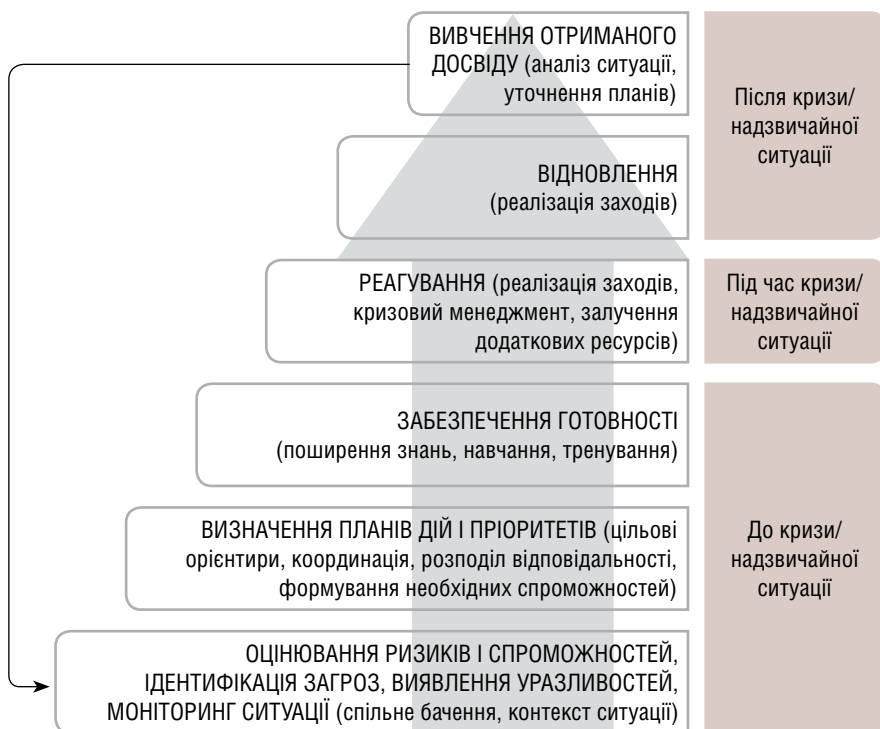 ВИВЧЕННЯ ОТРИМАНОГО
ДОСВІДУ (аналіз ситуації,
уточнення планів)
Після кризи/
надзвичайної
ситуації
ВІДНОВЛЕННЯ
(реалізація заходів)
РЕАГУВАННЯ (реалізація заходів,
кризовий менеджмент, залучення
додаткових ресурсів)
Під час кризи/
надзвичайної
ситуації
ЗАБЕЗПЕЧЕННЯ ГОТОВНОСТІ
(поширення знань, навчання, тренування)
ВИЗНАЧЕННЯ ПЛАНІВ ДІЙ І ПРІОРИТЕТІВ (цільові
орієнтири, координація, розподіл відповідальності,
формування необхідних спроможностей)
До кризи/
надзвичайної
ситуації
ОЦІНЮВАННЯ РИЗИКІВ І СПРОМОЖНОСТЕЙ,
ІДЕНТИФІКАЦІЯ ЗАГРОЗ, ВИЯВЛЕННЯ УРАЗЛИВОСТЕЙ,
МОНІТОРИНГ СИТУАЦІЇ (спільне бачення, контекст ситуації)